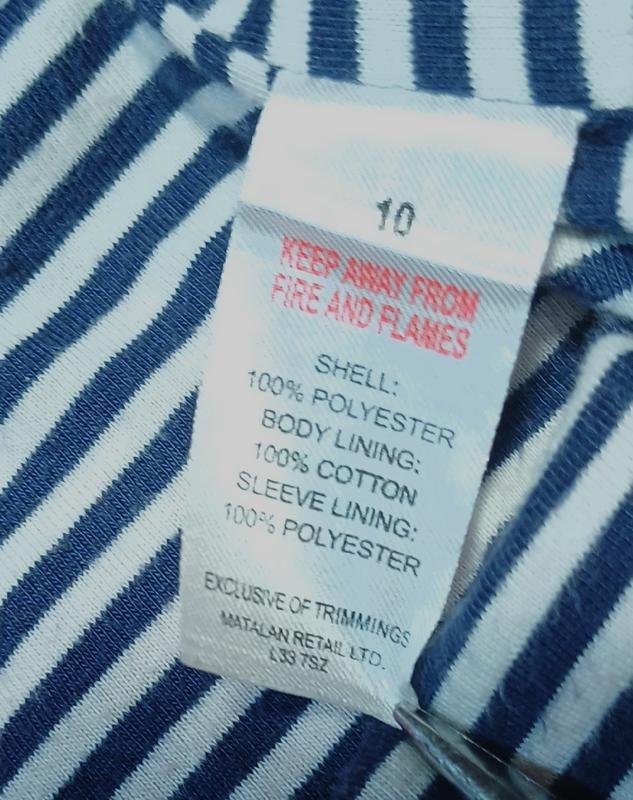 10
KEEP AWAY FROM
FIRE AND FLAMES
SHELL:
100% POLYESTER
BODY LINING:
100% COTTON
SLEEVE LINING:
100% POLYESTER
EXCLUSIVE OF TRIMMINGS
MATALAN RETAIL LTD.
L33 7SZ